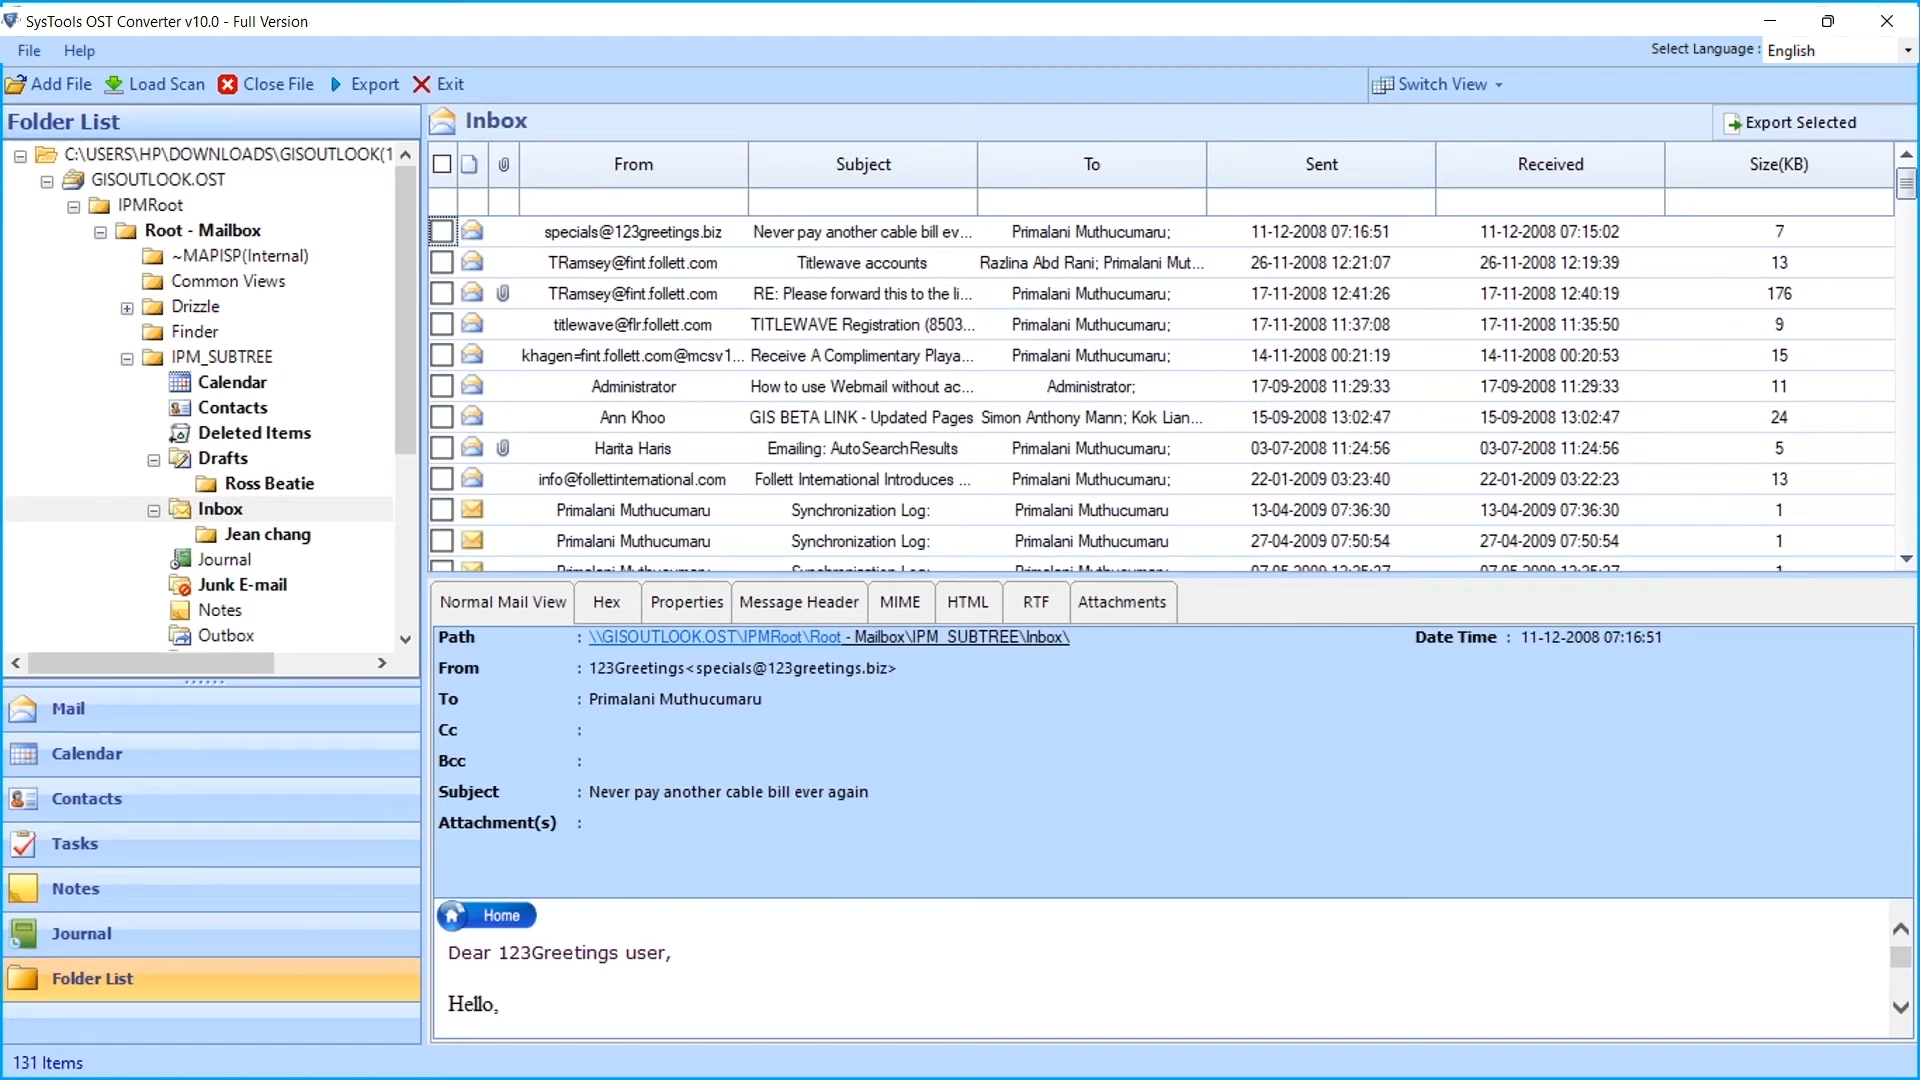 SysTools OST Converter v10.0 - Full Version
File Help Select Language : English
Add File Load Scan Close File Export Exit Switch View
Folder List
C:\USERS\HP\DOWNLOADS\GISOUTLOOK(1
GISOUTLOOK.OST
IPMRoot
Root - Mailbox
~MAPISP(Internal)
Common Views
Drizzle
Finder
IPM_SUBTREE
Calendar
Contacts
Deleted Items
Drafts
Ross Beatie
Inbox
Jean chang
Journal
Junk E-mail
Notes
Outbox
Mail
Calendar
Contacts
Tasks
Notes
Journal
Folder List
131 Items
Inbox Export Selected
From Subject To Sent Received Size(KB)
specials@123greetings.biz Never pay another cable bill ev... Primalani Muthucumaru; 11-12-2008 07:16:51 11-12-2008 07:15:02 7
TRamsey@fint.follett.com Titlewave accounts Razlina Abd Rani; Primalani Mut... 26-11-2008 12:21:07 26-11-2008 12:19:39 13
TRamsey@fint.follett.com RE: Please forward this to the li... Primalani Muthucumaru; 17-11-2008 12:41:26 17-11-2008 12:40:19 176
titlewave@flr.follett.com TITLEWAVE Registration (8503... Primalani Muthucumaru; 17-11-2008 11:37:08 17-11-2008 11:35:50 9
khagen=fint.follett.com@mcsv1... Receive A Complimentary Playa... Primalani Muthucumaru; 14-11-2008 00:21:19 14-11-2008 00:20:53 15
Administrator How to use Webmail without ac... Administrator; 17-09-2008 11:29:33 17-09-2008 11:29:33 11
Ann Khoo GIS BETA LINK - Updated Pages Simon Anthony Mann; Kok Lian... 15-09-2008 13:02:47 15-09-2008 13:02:47 24
Harita Haris Emailing: AutoSearchResults Primalani Muthucumaru; 03-07-2008 11:24:56 03-07-2008 11:24:56 5
info@follettinternational.com Follett International Introduces ... Primalani Muthucumaru; 22-01-2009 03:23:40 22-01-2009 03:22:23 13
Primalani Muthucumaru Synchronization Log: Primalani Muthucumaru 13-04-2009 07:36:30 13-04-2009 07:36:30 1
Primalani Muthucumaru Synchronization Log: Primalani Muthucumaru 27-04-2009 07:50:54 27-04-2009 07:50:54 1
Normal Mail View Hex Properties Message Header MIME HTML RTF Attachments
Path : \\GISOUTLOOK.OST\IPMRoot\Root - Mailbox\IPM_SUBTREE\Inbox\ Date Time : 11-12-2008 07:16:51
From : 123Greetings<specials@123greetings.biz>
To : Primalani Muthucumaru
Cc :
Bcc :
Subject : Never pay another cable bill ever again
Attachment(s) :
Home
Dear 123Greetings user,
Hello,